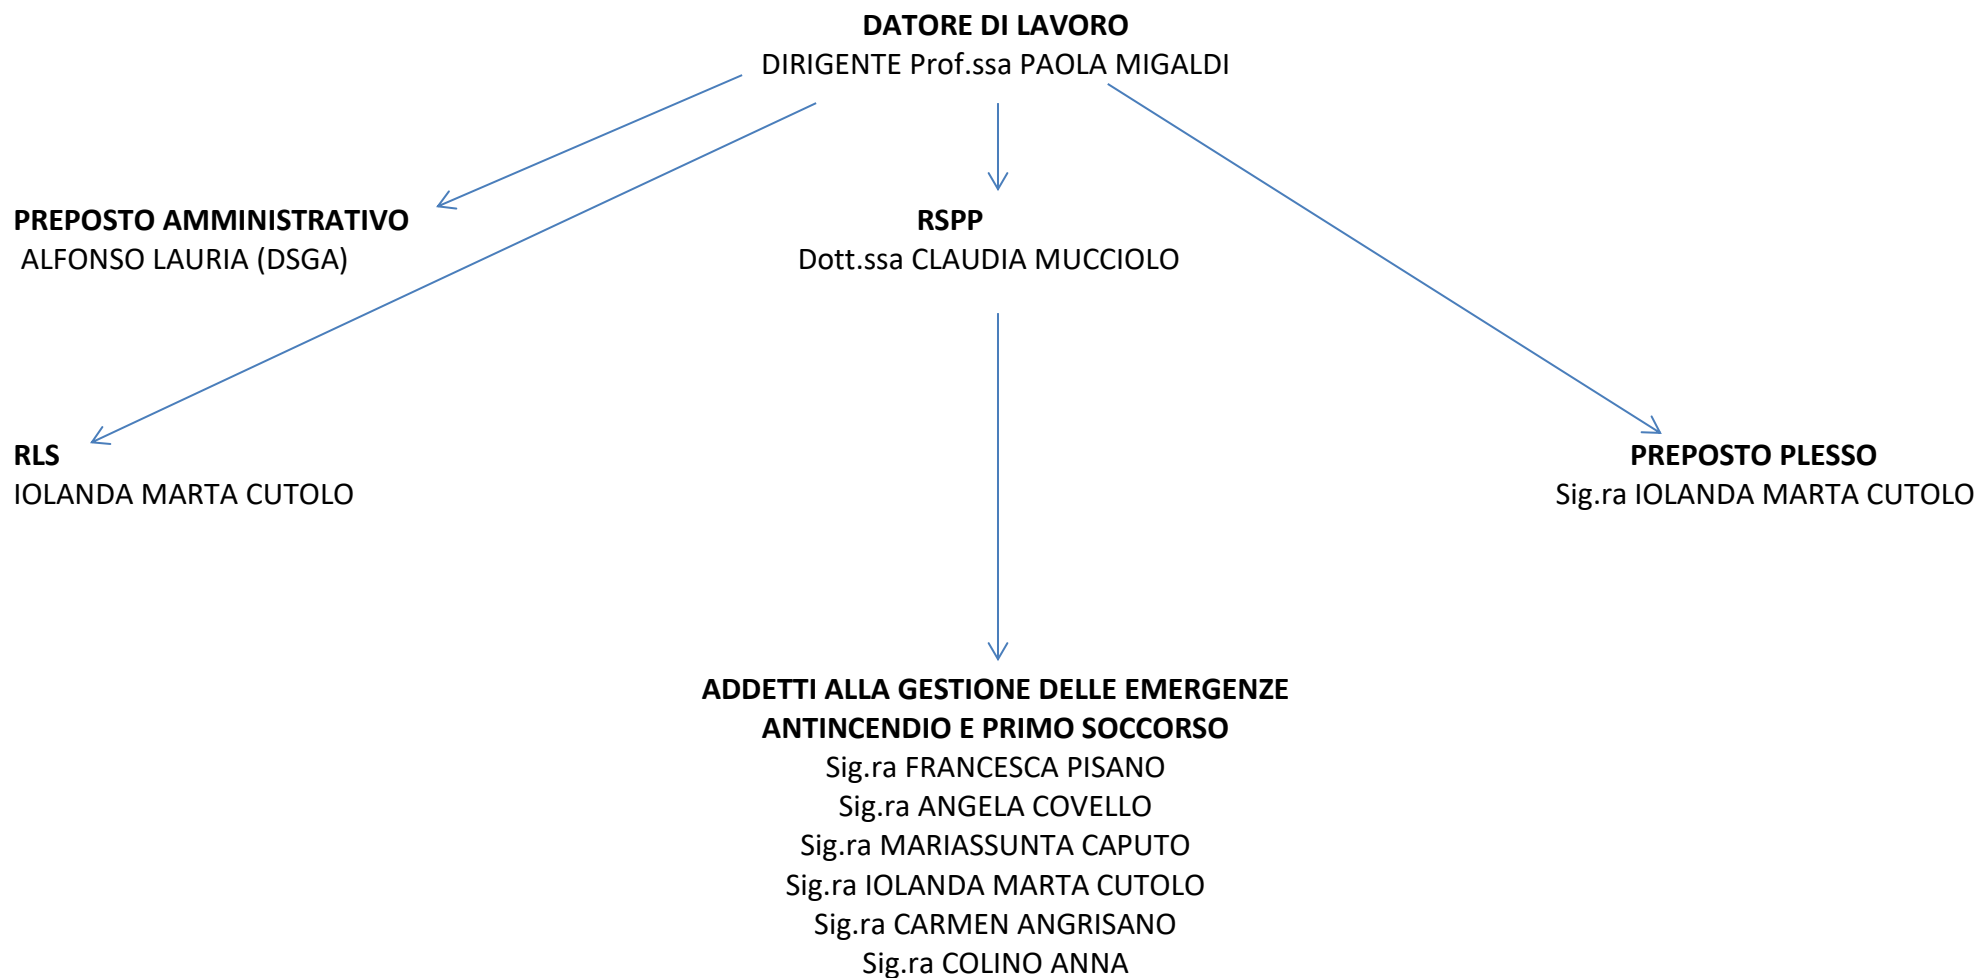 DATORE DI LAVORO
DIRIGENTE Prof.ssa PAOLA MIGALDI
PREPOSTO AMMINISTRATIVO
ALFONSO LAURIA (DSGA)
RSPP
Dott.ssa CLAUDIA MUCCIOLO
RLS
IOLANDA MARTA CUTOLO
PREPOSTO PLESSO
Sig.ra IOLANDA MARTA CUTOLO
ADDETTI ALLA GESTIONE DELLE EMERGENZE
ANTINCENDIO E PRIMO SOCCORSO
Sig.ra FRANCESCA PISANO
Sig.ra ANGELA COVELLO
Sig.ra MARIASSUNTA CAPUTO
Sig.ra IOLANDA MARTA CUTOLO
Sig.ra CARMEN ANGRISANO
Sig.ra COLINO ANNA